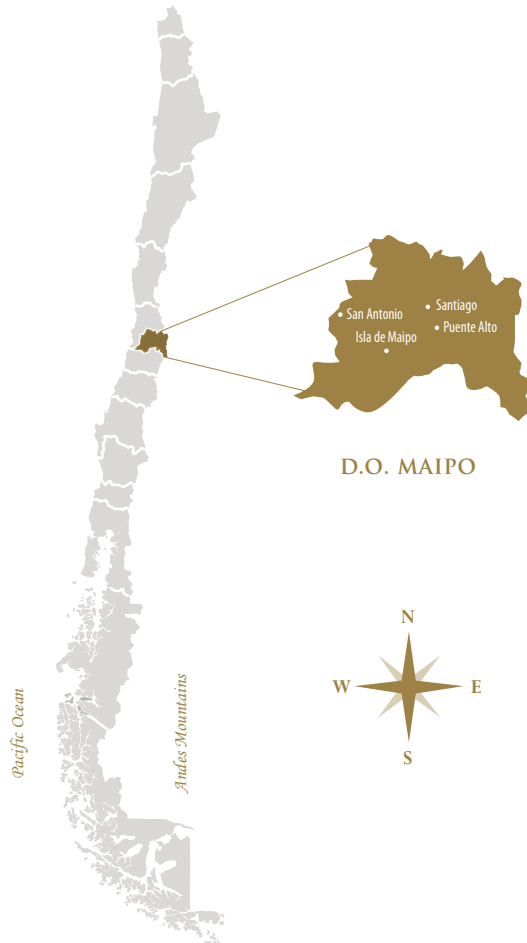 San Antonio
Santiago
Puente Alto
Isla de Maipo
D.O. MAIPO
N
W
E
S
Pacific Ocean
Andes Mountains